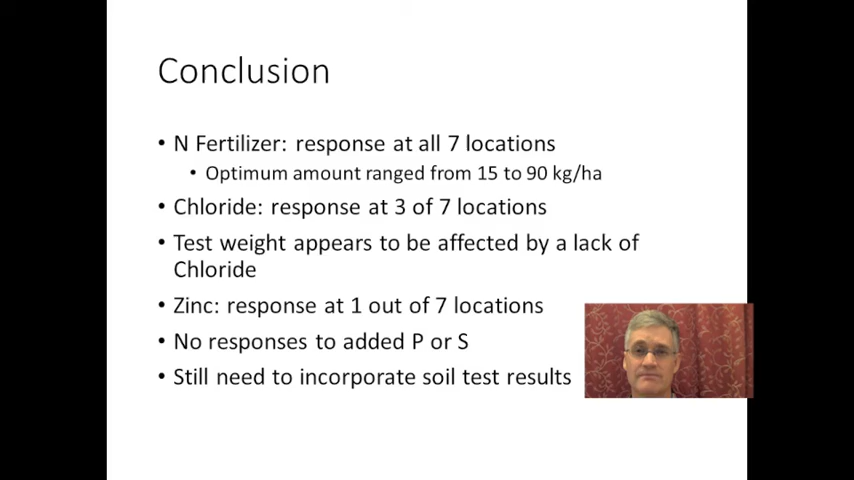 Conclusion
• N Fertilizer: response at all 7 locations
• Optimum amount ranged from 15 to 90 kg/ha
• Chloride: response at 3 of 7 locations
• Test weight appears to be affected by a lack of
Chloride
• Zinc: response at 1 out of 7 locations
• No responses to added P or S
• Still need to incorporate soil test results